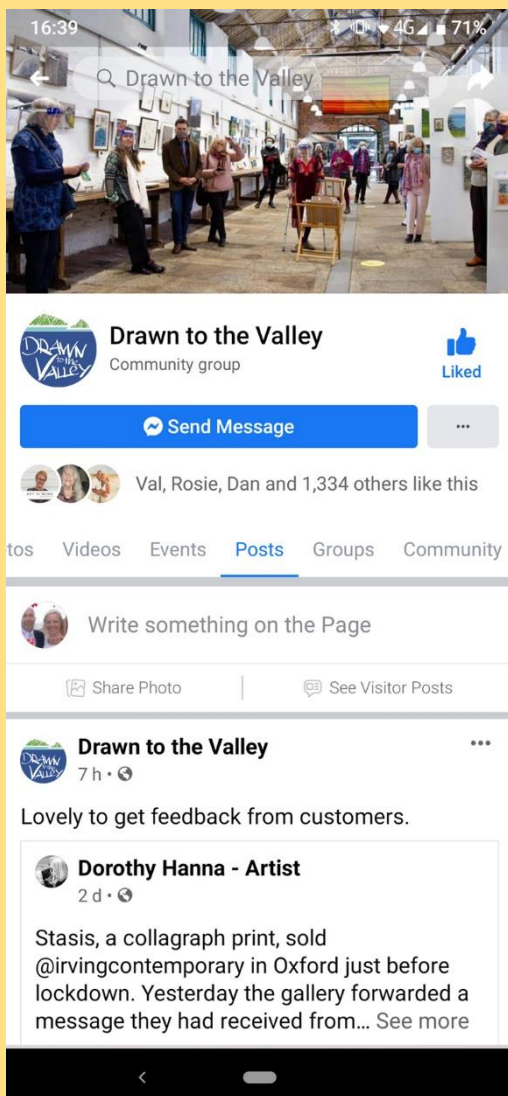 16:39 4G 71%
Drawn to the Valley
DRAWN
to the
VALLEY
Drawn to the Valley
Community group
Liked
Send Message
Val, Rosie, Dan and 1,334 others like this
tos Videos Events Posts Groups Community
Write something on the Page
Share Photo See Visitor Posts
DRAWN
to the
VALLEY
Drawn to the Valley
7 h
Lovely to get feedback from customers.
Dorothy Hanna - Artist
2 d
Stasis, a collagraph print, sold
@irvingcontemporary in Oxford just before
lockdown. Yesterday the gallery forwarded a
message they had received from... See more